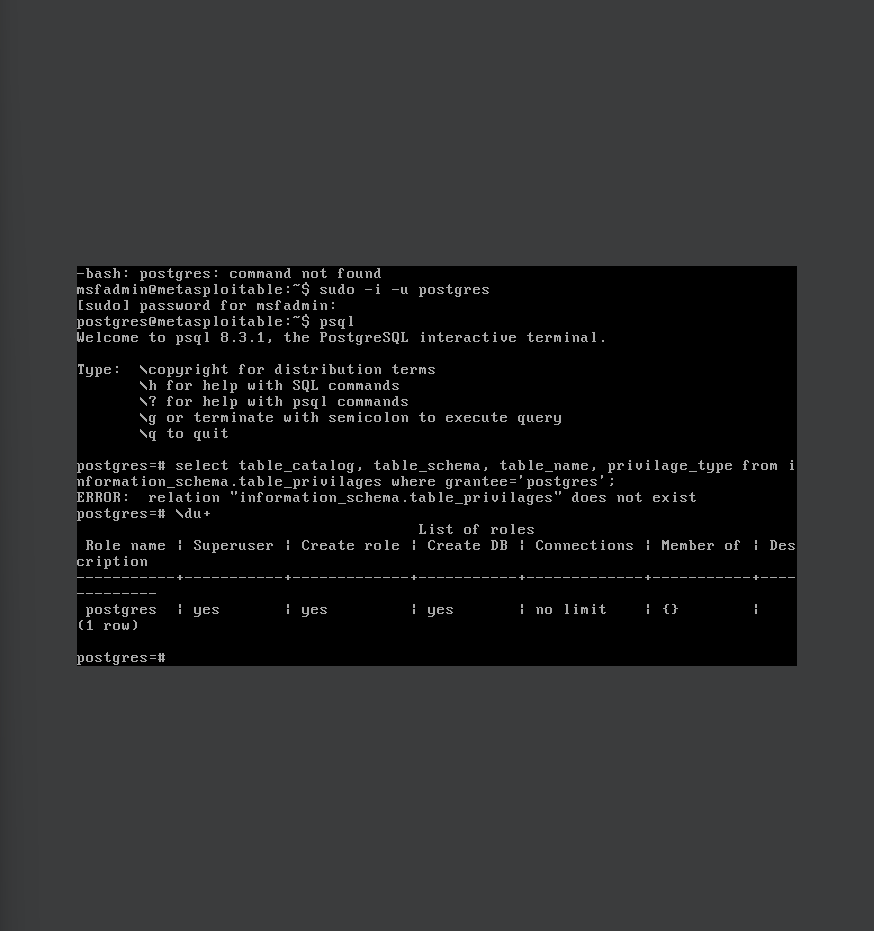 -bash: postgres: command not found
msfadmin@metasploitable:~$ sudo -i -u postgres
[sudo] password for msfadmin:
postgres@metasploitable:~$ psql
Welcome to psql 8.3.1, the PostgreSQL interactive terminal.
Type:  \copyright for distribution terms
       \h for help with SQL commands
       \? for help with psql commands
       \g or terminate with semicolon to execute query
       \q to quit
postgres=# select table_catalog, table_schema, table_name, privilage_type from i
nformation_schema.table_privilages where grantee='postgres';
ERROR:  relation "information_schema.table_privilages" does not exist
postgres=# \du+
                                      List of roles
 Role name | Superuser | Create role | Create DB | Connections | Member of | Des
cription
-----------+-----------+-------------+-----------+-------------+-----------+----
---------
 postgres  | yes       | yes         | yes       | no limit    | {}        |
(1 row)
postgres=#